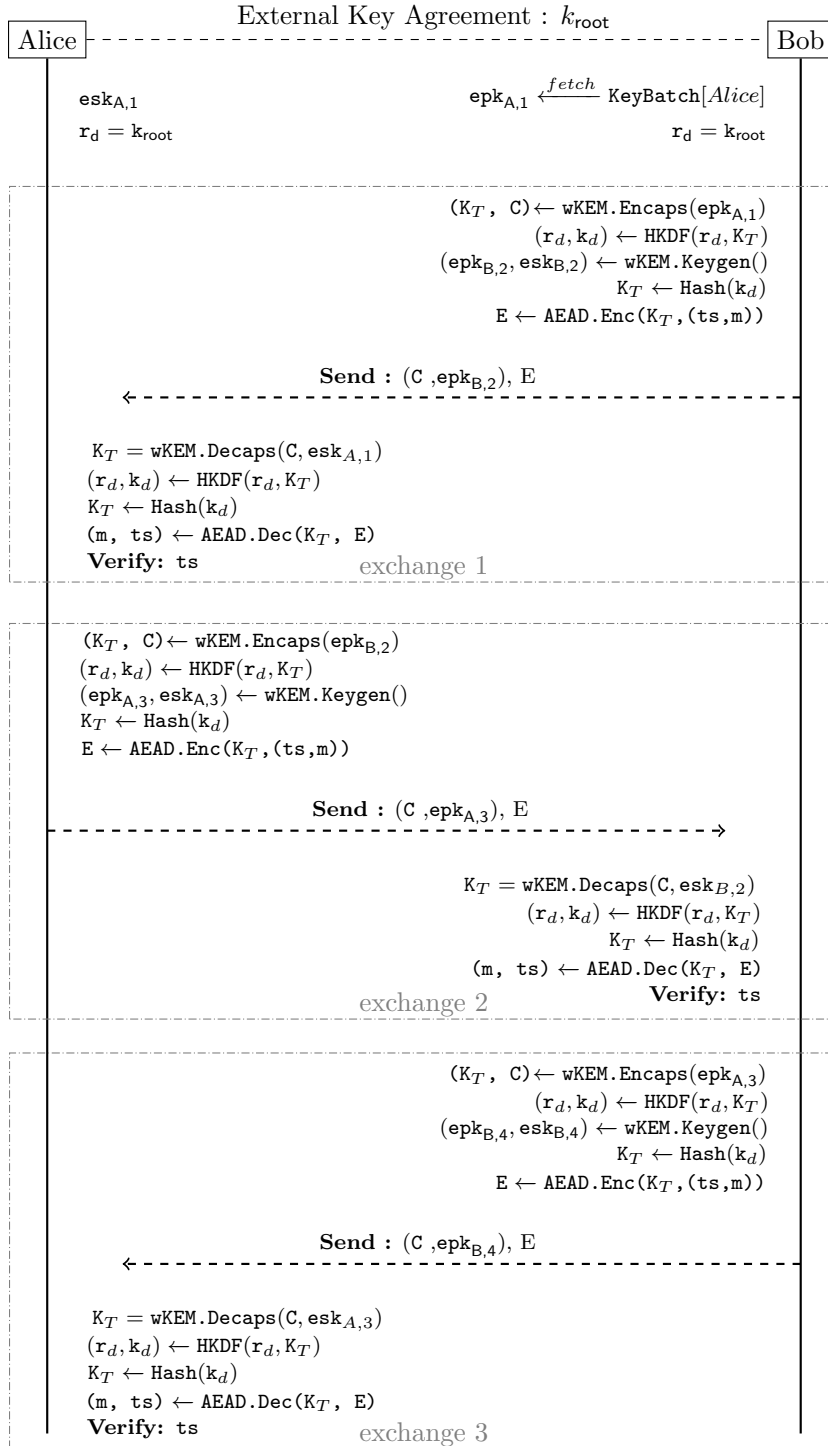 External Key Agreement : k_root
Alice
Bob
esk_A,1
epk_A,1 ←fetch KeyBatch[Alice]
r_d = k_root
r_d = k_root
(K_T, C)← wKEM.Encaps(epk_A,1)
(r_d,k_d) ← HKDF(r_d,K_T)
(epk_B,2,esk_B,2) ← wKEM.Keygen()
K_T ← Hash(k_d)
E ← AEAD.Enc(K_T,(ts,m))
Send : (C ,epk_B,2), E
K_T = wKEM.Decaps(C,esk_A,1)
(r_d,k_d) ← HKDF(r_d,K_T)
K_T ← Hash(k_d)
(m, ts) ← AEAD.Dec(K_T, E)
Verify: ts
exchange 1
(K_T, C)← wKEM.Encaps(epk_B,2)
(r_d,k_d) ← HKDF(r_d,K_T)
(epk_A,3,esk_A,3) ← wKEM.Keygen()
K_T ← Hash(k_d)
E ← AEAD.Enc(K_T,(ts,m))
Send : (C ,epk_A,3), E
K_T = wKEM.Decaps(C,esk_B,2)
(r_d,k_d) ← HKDF(r_d,K_T)
K_T ← Hash(k_d)
(m, ts) ← AEAD.Dec(K_T, E)
Verify: ts
exchange 2
(K_T, C)← wKEM.Encaps(epk_A,3)
(r_d,k_d) ← HKDF(r_d,K_T)
(epk_B,4,esk_B,4) ← wKEM.Keygen()
K_T ← Hash(k_d)
E ← AEAD.Enc(K_T,(ts,m))
Send : (C ,epk_B,4), E
K_T = wKEM.Decaps(C,esk_A,3)
(r_d,k_d) ← HKDF(r_d,K_T)
K_T ← Hash(k_d)
(m, ts) ← AEAD.Dec(K_T, E)
Verify: ts
exchange 3